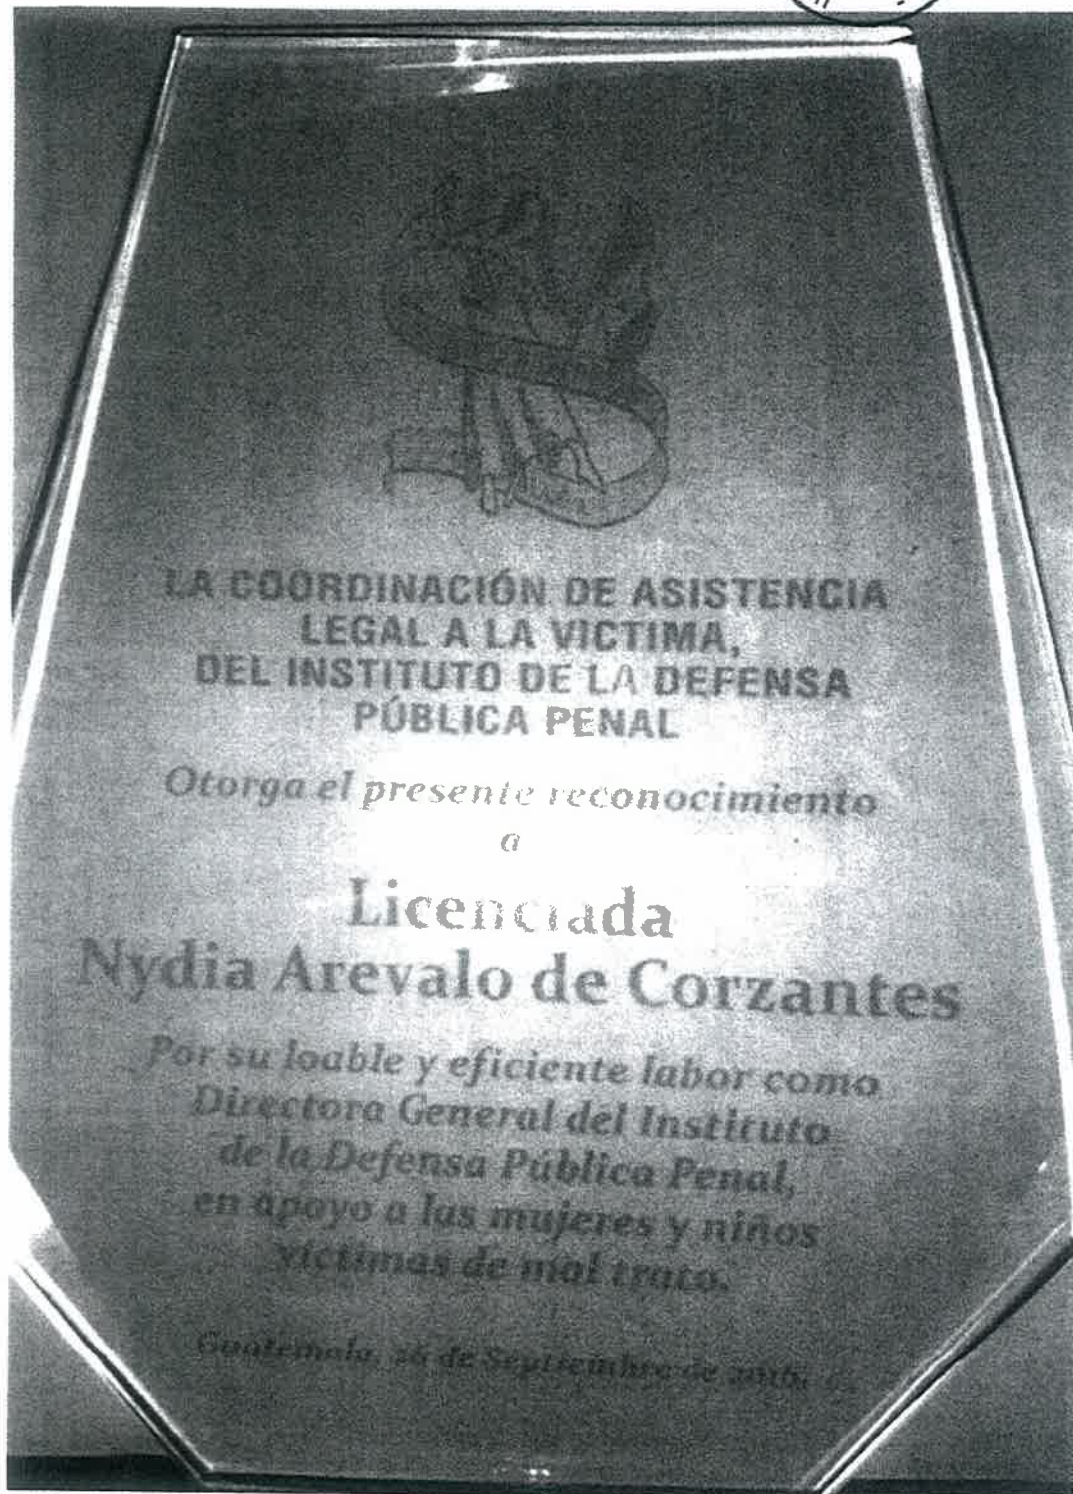 LA COORDINACIÓN DE ASISTENCIA
LEGAL A LA VICTIMA,
DEL INSTITUTO DE LA DEFENSA
PÚBLICA PENAL
Otorga el presente reconocimiento
a
Licenciada
Nydia Arevalo de Corzantes
Por su loable y eficiente labor como
Directora General del Instituto
de la Defensa Pública Penal,
en apoyo a las mujeres y niños
víctimas de mal trato.
Guatemala, 26 de Septiembre de 2016.